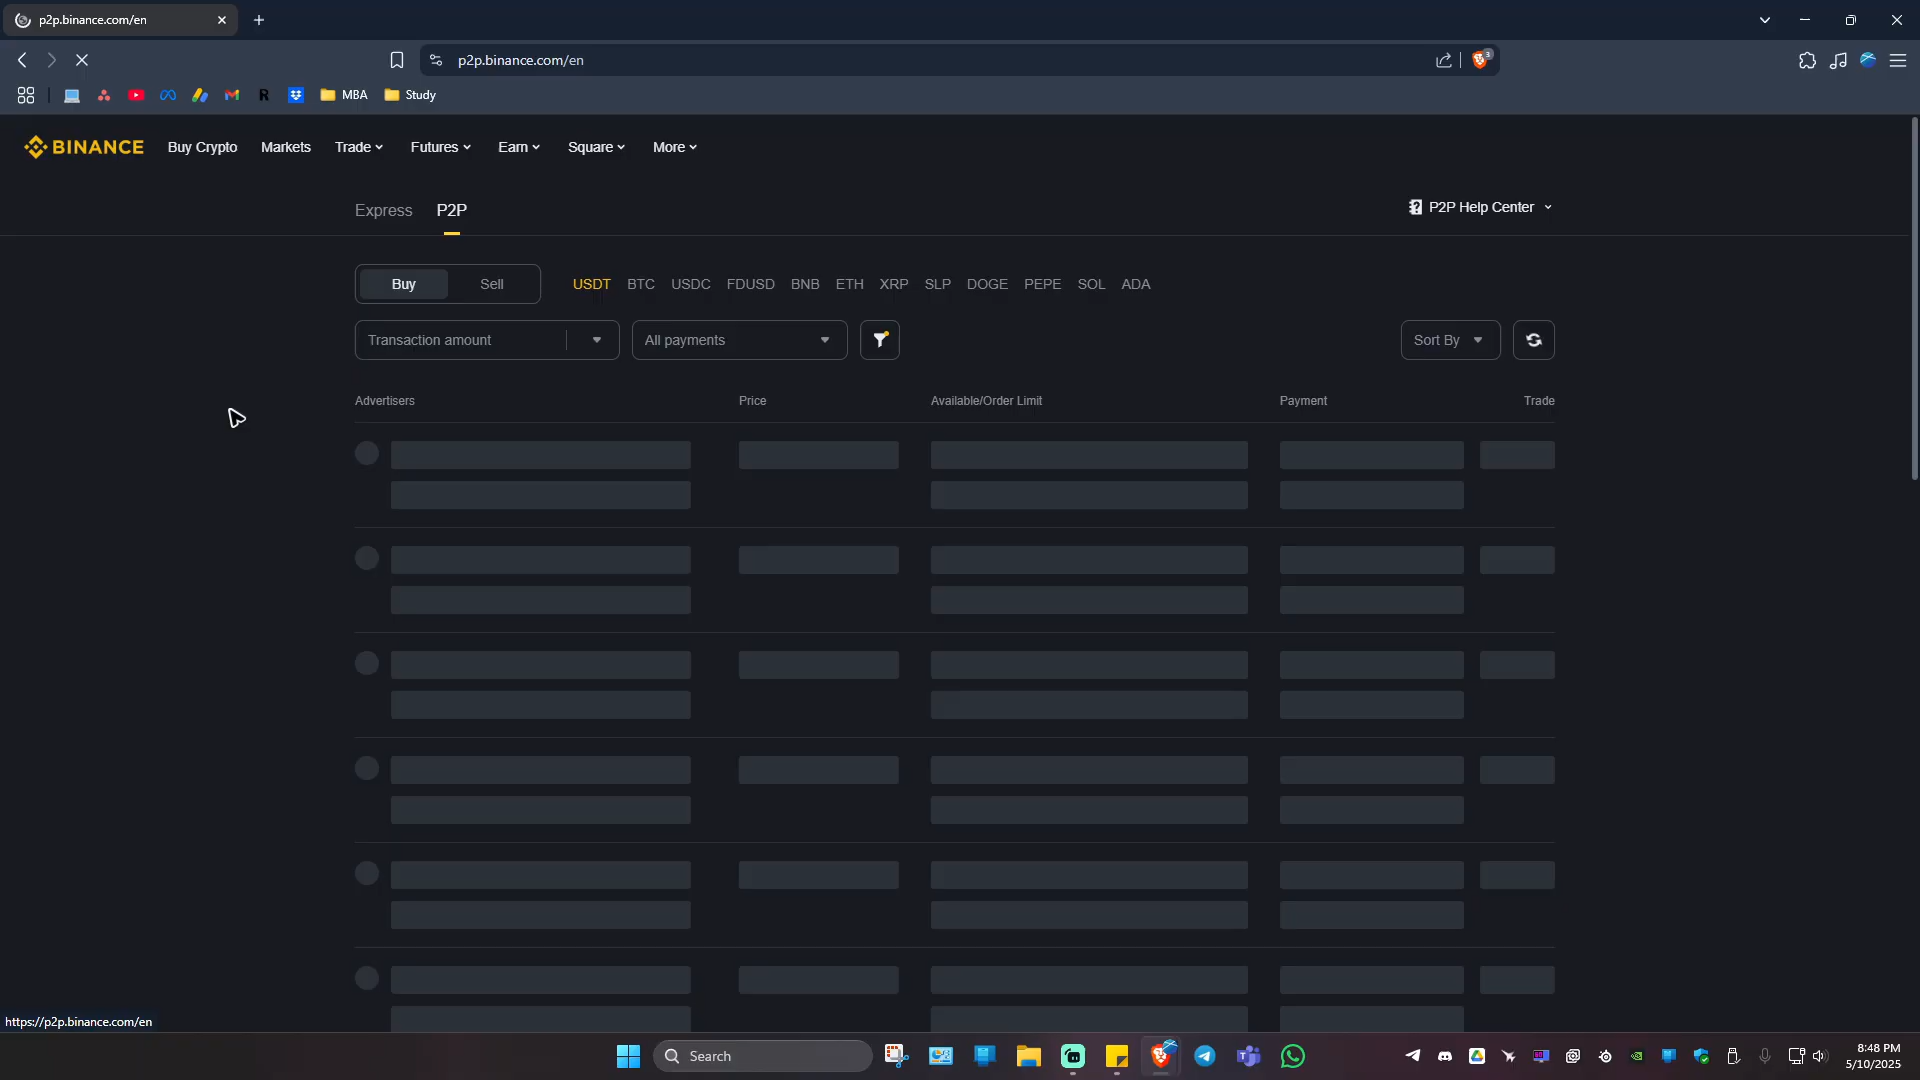 p2p.binance.com/en
p2p.binance.com/en
3
MBA
Study
BINANCE
Buy Crypto
Markets
Trade
Futures
Earn
Square
More
Express
P2P
P2P Help Center
Buy
Sell
USDT
BTC
USDC
FDUSD
BNB
ETH
XRP
SLP
DOGE
PEPE
SOL
ADA
Transaction amount
All payments
Sort By
Advertisers
Price
Available/Order Limit
Payment
Trade
https://p2p.binance.com/en
Search
8:48 PM
5/10/2025